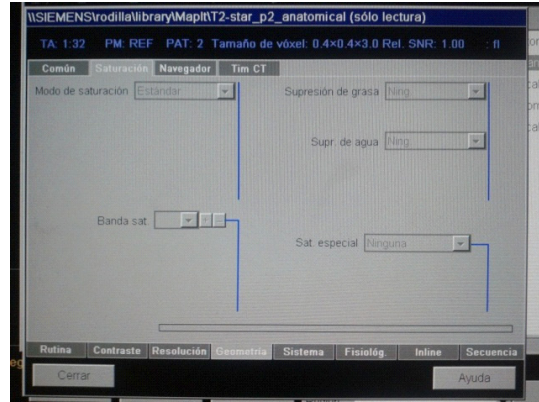 \\SIEMENS\rodilla\library\MapIt\T2-star_p2_anatomical (sólo lectura)
TA: 1:32 PM: REF PAT: 2 Tamaño de vóxel: 0.4×0.4×3.0 Rel. SNR: 1.00 : fl
Común Saturación Navegador Tim CT
Modo de saturación Estándar Supresión de grasa Ning.
Supr. de agua Ning.
Banda sat. + -
Sat. especial Ninguna
Rutina Contraste Resolución Geometría Sistema Fisiológ. Inline Secuencia
Cerrar Ayuda